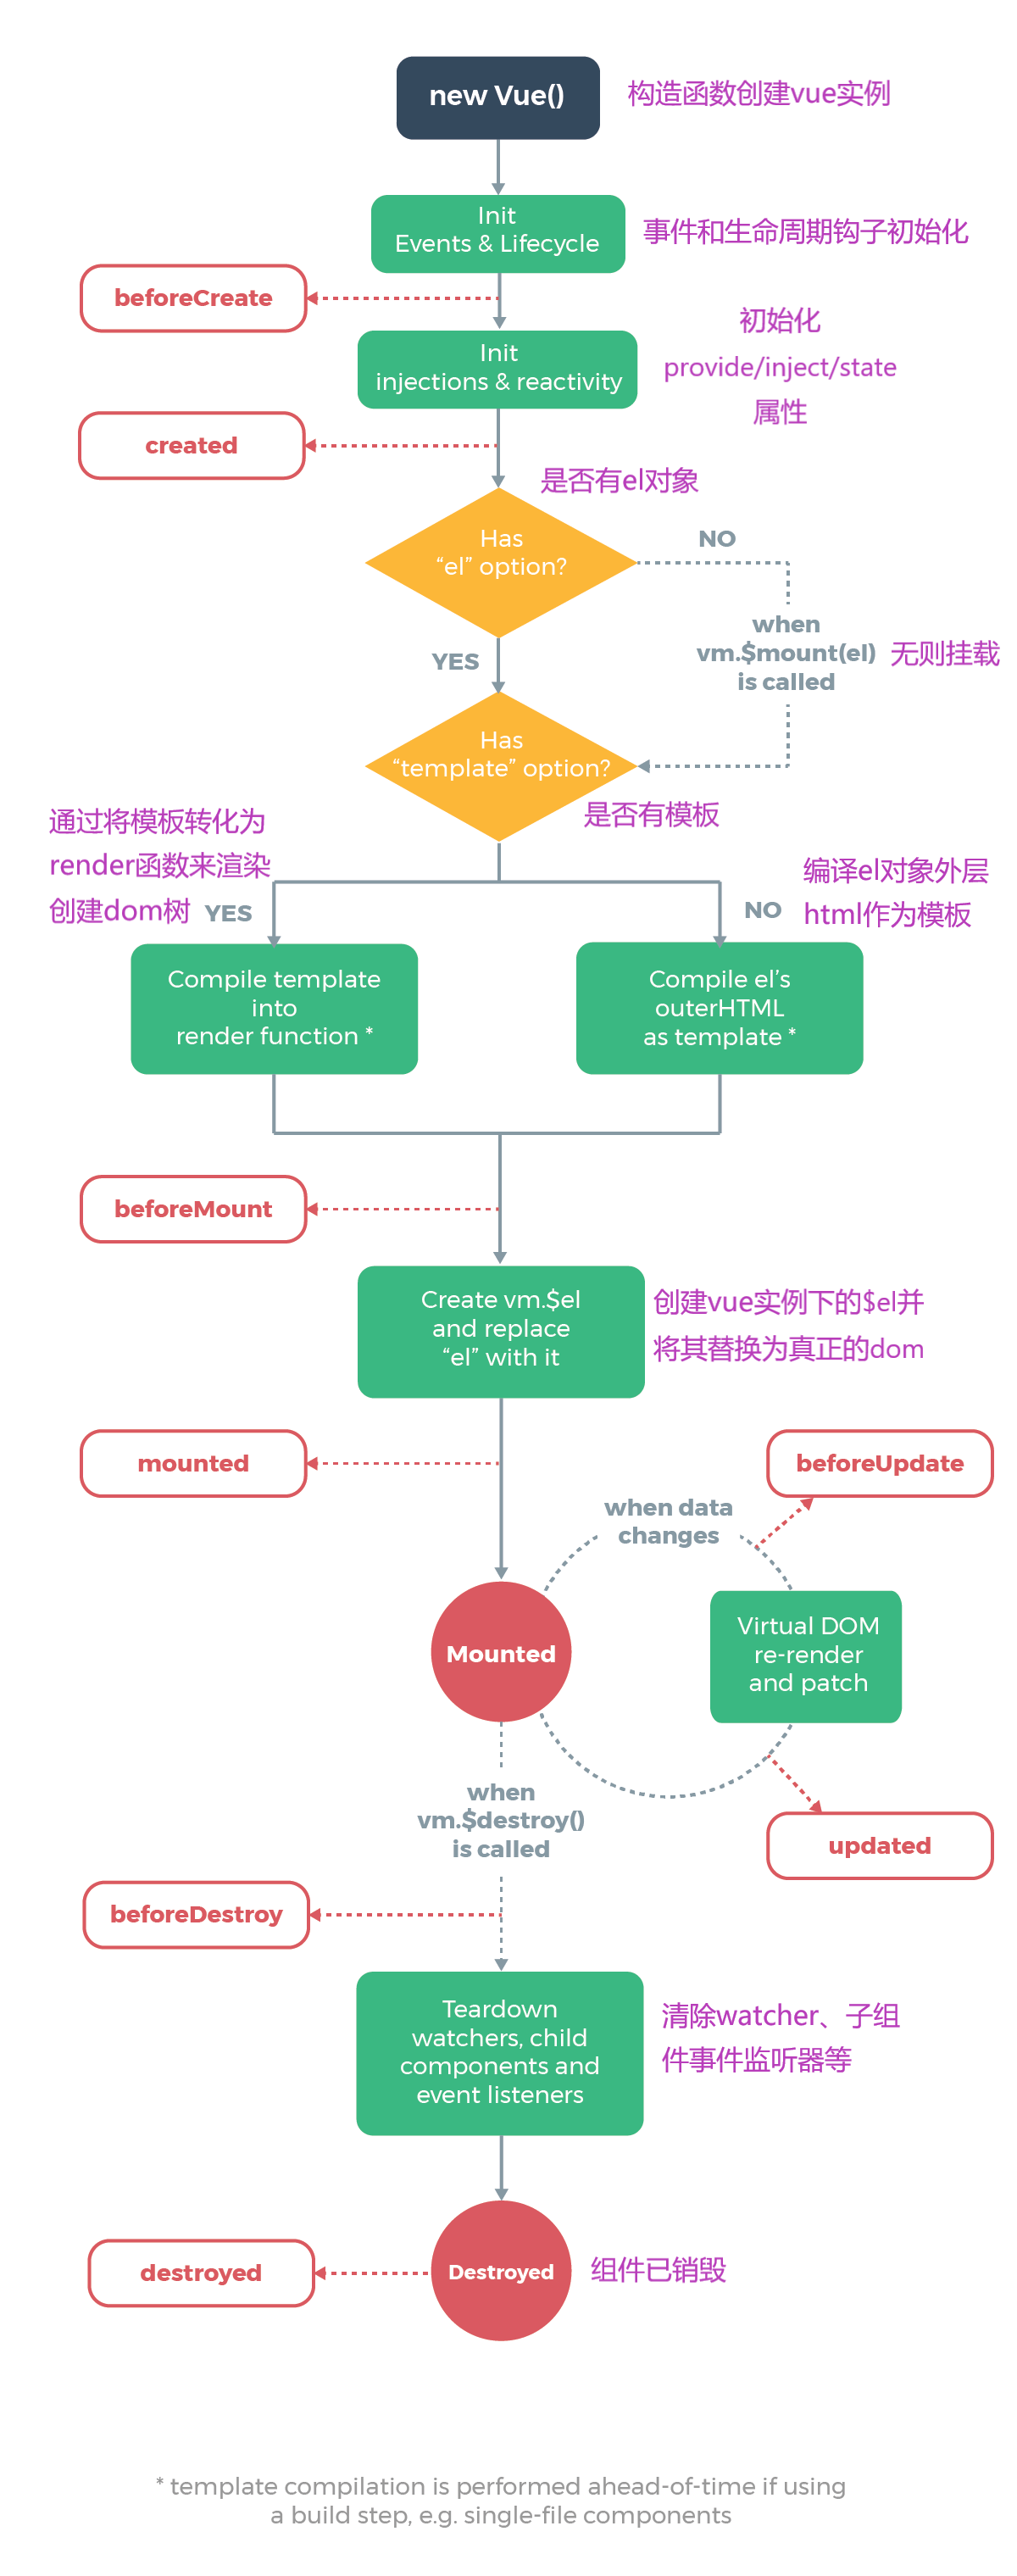 new Vue()
构造函数创建vue实例
Init
Events & Lifecycle
事件和生命周期钩子初始化
beforeCreate
初始化
provide/inject/state
属性
Init
injections & reactivity
created
是否有el对象
Has
“el” option?
NO
when
vm.$mount(el)
is called
无则挂载
YES
Has
“template” option?
是否有模板
通过将模板转化为
render函数来渲染
创建dom树
YES
编译el对象外层
html作为模板
NO
Compile template
into
render function *
Compile el’s
outerHTML
as template *
beforeMount
Create vm.$el
and replace
“el” with it
创建vue实例下的$el并
将其替换为真正的dom
mounted
beforeUpdate
when data
changes
Mounted
Virtual DOM
re-render
and patch
when
vm.$destroy()
is called
updated
beforeDestroy
Teardown
watchers, child
components and
event listeners
清除watcher、子组
件事件监听器等
destroyed
Destroyed
组件已销毁
* template compilation is performed ahead-of-time if using
a build step, e.g. single-file components